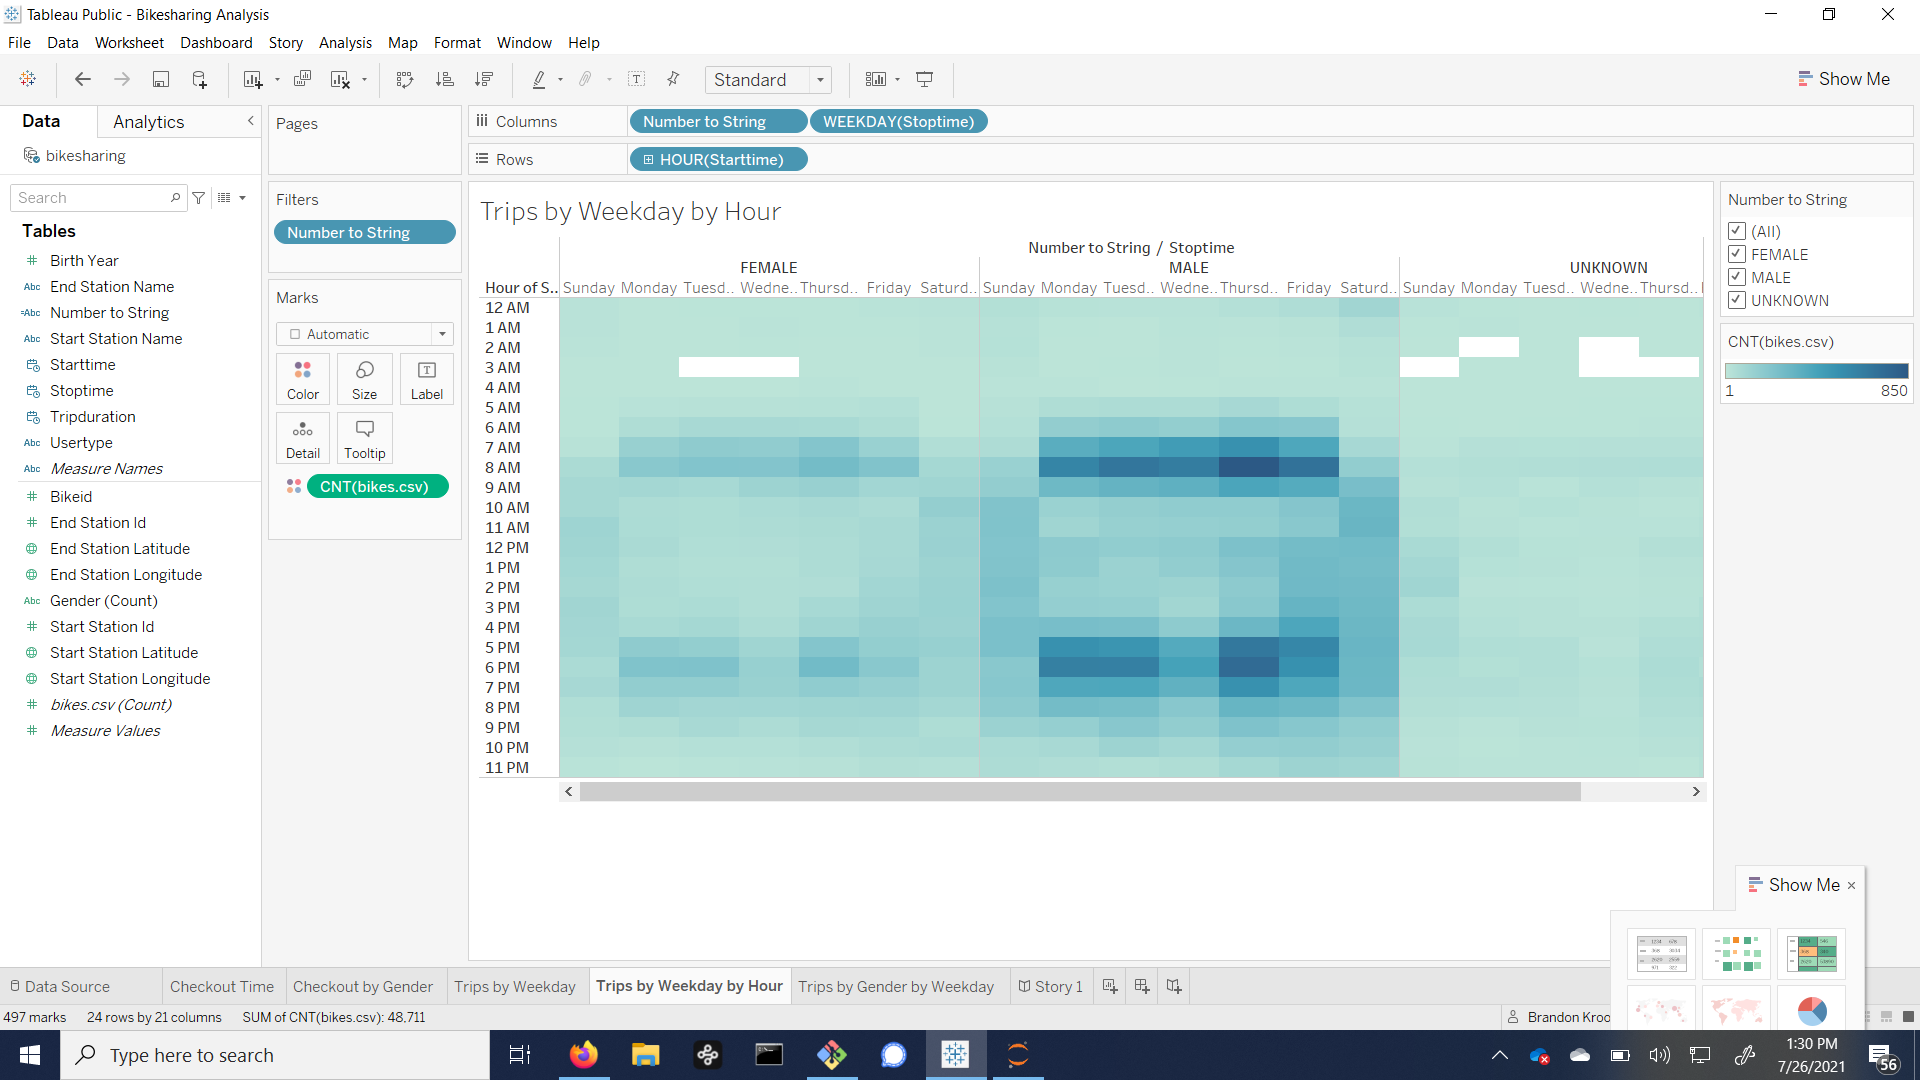 Tableau Public - Bikesharing Analysis
File Data Worksheet Dashboard Story Analysis Map Format Window Help
Standard
Show Me
Data
Analytics
bikesharing
Search
Tables
Birth Year
Abc End Station Name
=Abc Number to String
Abc Start Station Name
Starttime
Stoptime
Tripduration
Abc Usertype
Abc Measure Names
Bikeid
End Station Id
End Station Latitude
End Station Longitude
Abc Gender (Count)
Start Station Id
Start Station Latitude
Start Station Longitude
bikes.csv (Count)
Measure Values
Pages
Filters
Number to String
Marks
Automatic
Color Size Label
Detail Tooltip
CNT(bikes.csv)
Columns Number to String WEEKDAY(Stoptime)
Rows HOUR(Starttime)
Trips by Weekday by Hour
Number to String / Stoptime
FEMALE MALE UNKNOWN
Hour of S.. Sunday Monday Tuesd.. Wedne.. Thursd.. Friday Saturd.. Sunday Monday Tuesd.. Wedne.. Thursd.. Friday Saturd.. Sunday Monday Tuesd.. Wedne.. Thursd..
12 AM
1 AM
2 AM
3 AM
4 AM
5 AM
6 AM
7 AM
8 AM
9 AM
10 AM
11 AM
12 PM
1 PM
2 PM
3 PM
4 PM
5 PM
6 PM
7 PM
8 PM
9 PM
10 PM
11 PM
Number to String
(All)
FEMALE
MALE
UNKNOWN
CNT(bikes.csv)
1 850
Show Me
Data Source Checkout Time Checkout by Gender Trips by Weekday Trips by Weekday by Hour Trips by Gender by Weekday Story 1
497 marks 24 rows by 21 columns SUM of CNT(bikes.csv): 48,711
Brandon Kroo
Type here to search
1:30 PM
7/26/2021
56